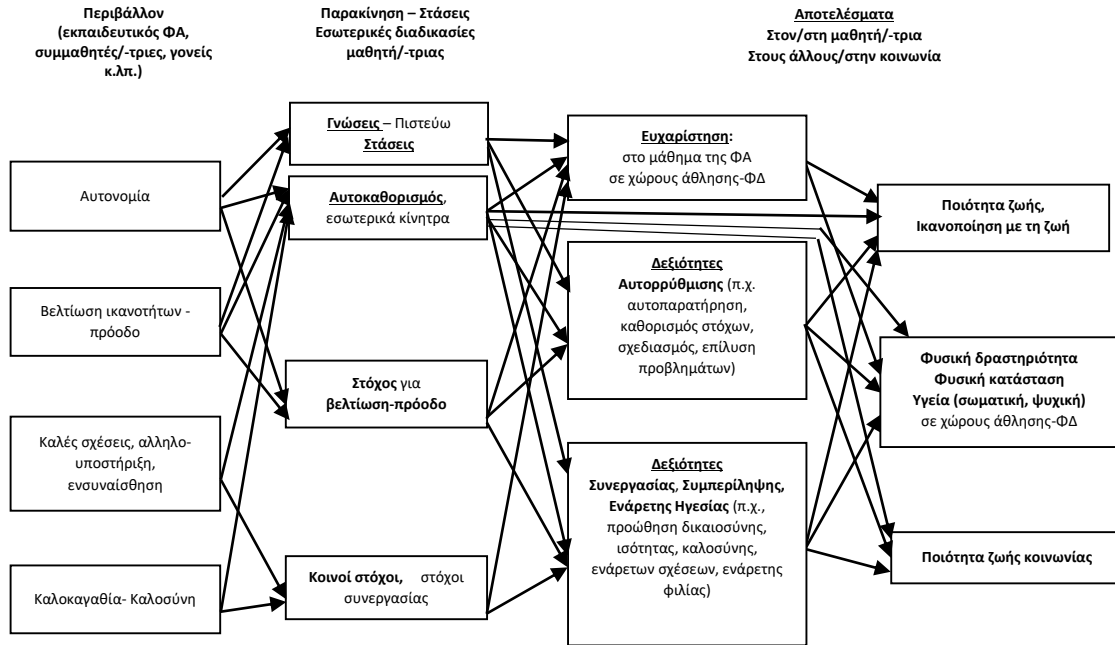 Περιβάλλον
(εκπαιδευτικός ΦΑ,
συμμαθητές/-τριες, γονείς
κ.λπ.)
Παρακίνηση – Στάσεις
Εσωτερικές διαδικασίες
μαθητή/-τριας
Αποτελέσματα
Στον/στη μαθητή/-τρια
Στους άλλους/στην κοινωνία
Αυτονομία
Βελτίωση ικανοτήτων -
πρόοδο
Καλές σχέσεις, αλληλο-
υποστήριξη,
ενσυναίσθηση
Καλοκαγαθία- Καλοσύνη
Γνώσεις – Πιστεύω
Στάσεις
Αυτοκαθορισμός,
εσωτερικά κίνητρα
Στόχος για
βελτίωση-πρόοδο
Κοινοί στόχοι, στόχοι
συνεργασίας
Ευχαρίστηση:
στο μάθημα της ΦΑ
σε χώρους άθλησης-ΦΔ
Δεξιότητες
Αυτορρύθμισης (π.χ.
αυτοπαρατήρηση,
καθορισμός στόχων,
σχεδιασμός, επίλυση
προβλημάτων)
Δεξιότητες
Συνεργασίας, Συμπερίληψης,
Ενάρετης Ηγεσίας (π.χ.,
προώθηση δικαιοσύνης,
ισότητας, καλοσύνης,
ενάρετων σχέσεων, ενάρετης
φιλίας)
Ποιότητα ζωής,
Ικανοποίηση με τη ζωή
Φυσική δραστηριότητα
Φυσική κατάσταση
Υγεία (σωματική, ψυχική)
σε χώρους άθλησης-ΦΔ
Ποιότητα ζωής κοινωνίας